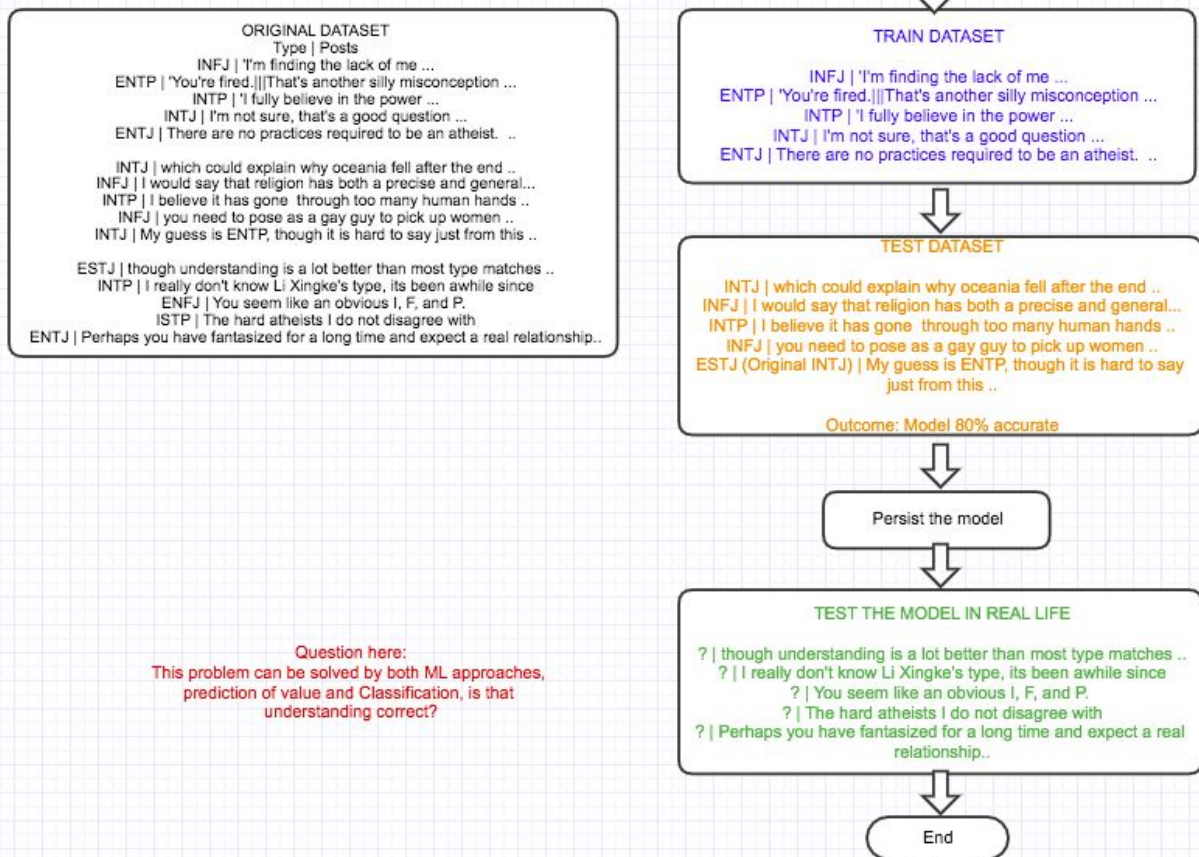 ORIGINAL DATASET
Type | Posts
INFJ | 'I'm finding the lack of me ...
ENTP | 'You're fired.|||That's another silly misconception ...
INTP | 'I fully believe in the power ...
INTJ | I'm not sure, that's a good question ...
ENTJ | There are no practices required to be an atheist. ..
INTJ | which could explain why oceania fell after the end ..
INFJ | I would say that religion has both a precise and general...
INTP | I believe it has gone through too many human hands ..
INFJ | you need to pose as a gay guy to pick up women ..
INTJ | My guess is ENTP, though it is hard to say just from this ..
ESTJ | though understanding is a lot better than most type matches ..
INTP | I really don't know Li Xingke's type, its been awhile since
ENFJ | You seem like an obvious I, F, and P.
ISTP | The hard atheists I do not disagree with
ENTJ | Perhaps you have fantasized for a long time and expect a real relationship..
Question here:
This problem can be solved by both ML approaches,
prediction of value and Classification, is that
understanding correct?
TRAIN DATASET
INFJ | 'I'm finding the lack of me ...
ENTP | 'You're fired.|||That's another silly misconception ...
INTP | 'I fully believe in the power ...
INTJ | I'm not sure, that's a good question ...
ENTJ | There are no practices required to be an atheist. ..
TEST DATASET
INTJ | which could explain why oceania fell after the end ..
INFJ | I would say that religion has both a precise and general...
INTP | I believe it has gone through too many human hands ..
INFJ | you need to pose as a gay guy to pick up women ..
ESTJ (Original INTJ) | My guess is ENTP, though it is hard to say
just from this ..
Outcome: Model 80% accurate
Persist the model
TEST THE MODEL IN REAL LIFE
? | though understanding is a lot better than most type matches ..
? | I really don't know Li Xingke's type, its been awhile since
? | You seem like an obvious I, F, and P.
? | The hard atheists I do not disagree with
? | Perhaps you have fantasized for a long time and expect a real
relationship..
End